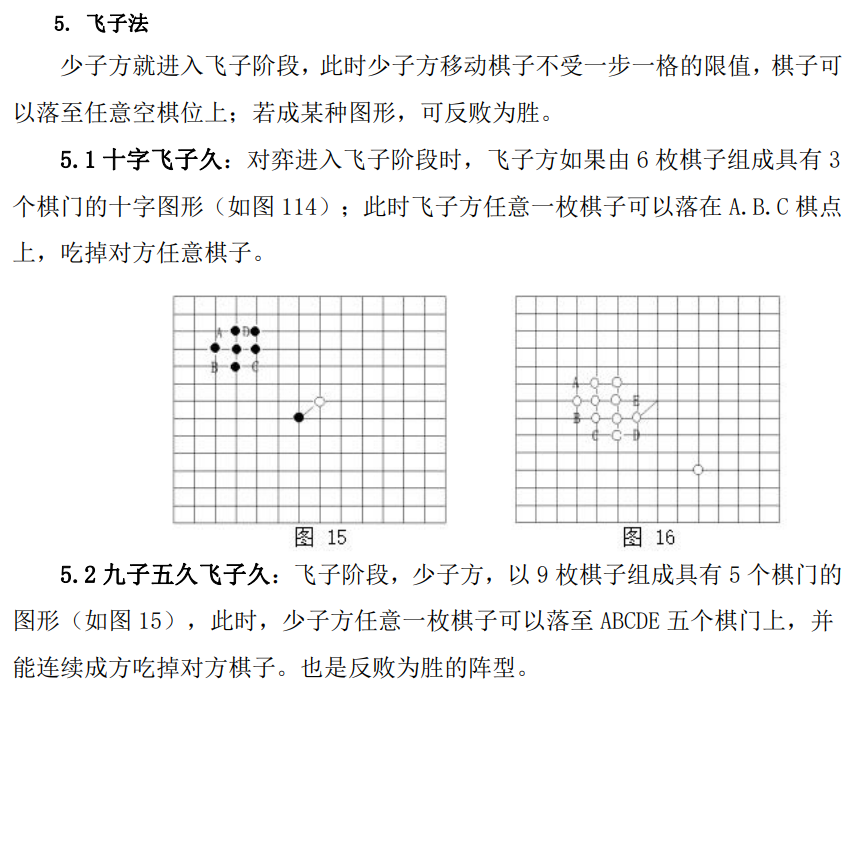 5. 飞子法
少子方就进入飞子阶段，此时少子方移动棋子不受一步一格的限值，棋子可
以落至任意空棋位上；若成某种图形，可反败为胜。
5.1 十字飞子久：对弈进入飞子阶段时，飞子方如果由 6 枚棋子组成具有 3
个棋门的十字图形（如图 114）；此时飞子方任意一枚棋子可以落在 A.B.C 棋点
上，吃掉对方任意棋子。
A D
B C
图 15
A
E
B
C D
图 16
5.2 九子五久飞子久：飞子阶段，少子方，以 9 枚棋子组成具有 5 个棋门的
图形（如图 15），此时，少子方任意一枚棋子可以落至 ABCDE 五个棋门上，并
能连续成方吃掉对方棋子。也是反败为胜的阵型。